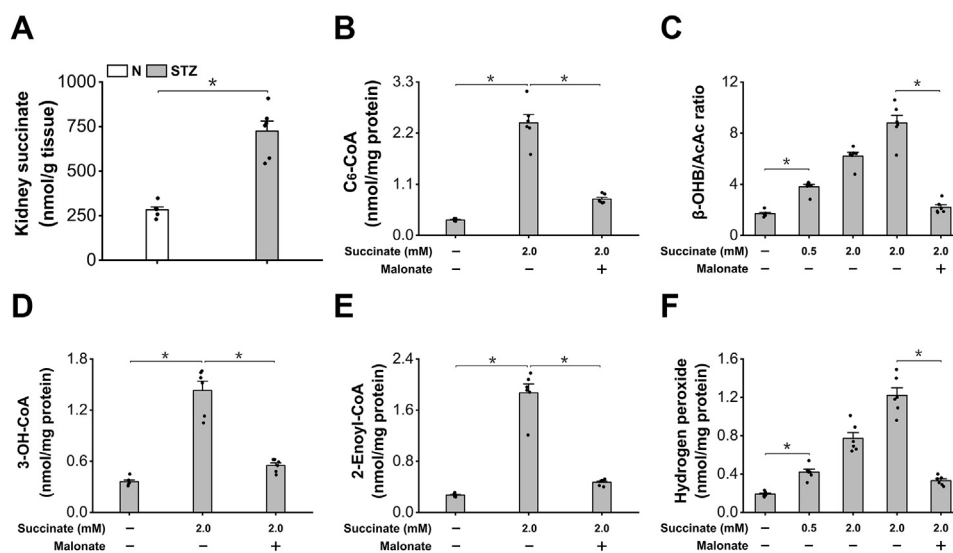 A
N STZ
*
1000
750
500
250
0
Kidney succinate
(nmol/g tissue)
B
* *
3.3
2.2
1.1
0.0
C6-CoA
(nmol/mg protein)
Succinate (mM) – 2.0 2.0
Malonate – – +
C
* *
12
8
4
0
β-OHB/AcAc ratio
Succinate (mM) – 0.5 2.0 2.0 2.0
Malonate – – – – +
D
* *
1.8
1.2
0.6
0.0
3-OH-CoA
(nmol/mg protein)
Succinate (mM) – 2.0 2.0
Malonate – – +
E
* *
2.4
1.6
0.8
0.0
2-Enoyl-CoA
(nmol/mg protein)
Succinate (mM) – 2.0 2.0
Malonate – – +
F
* *
1.6
1.2
0.8
0.4
0.0
Hydrogen peroxide
(nmol/mg protein)
Succinate (mM) – 0.5 2.0 2.0 2.0
Malonate – – – – +